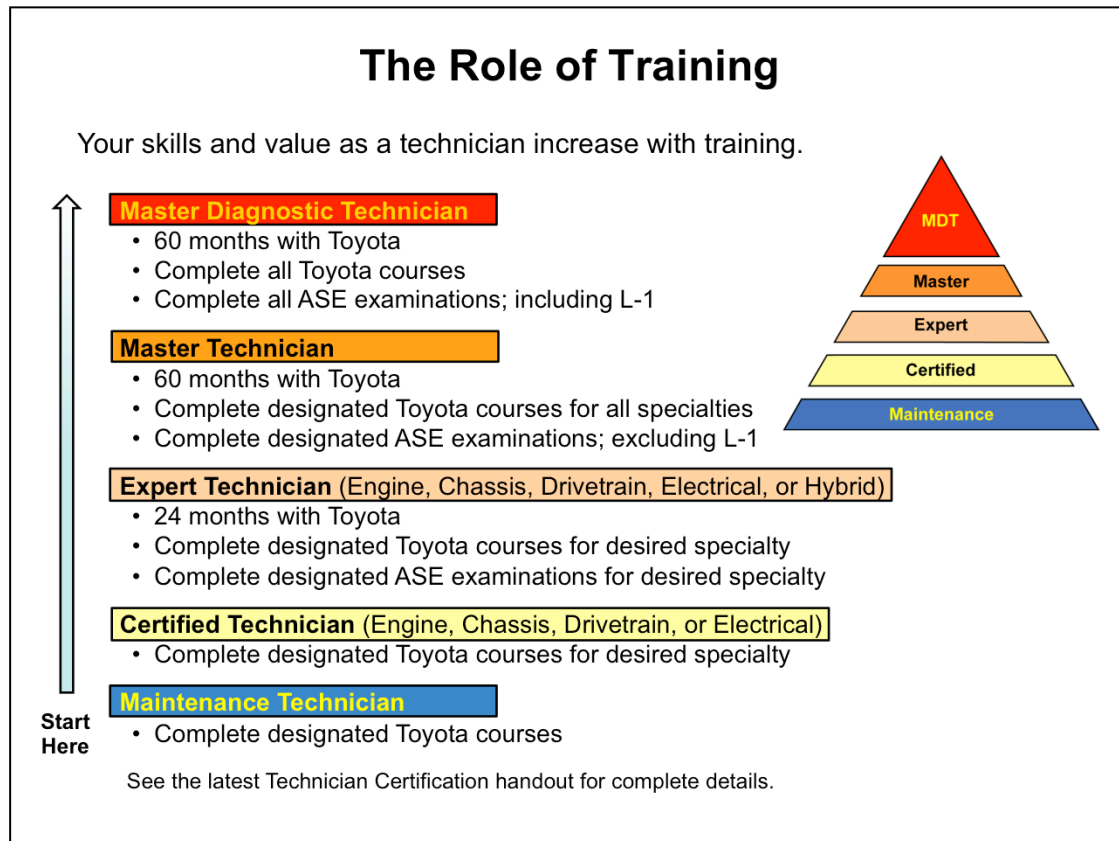 The Role of Training
Your skills and value as a technician increase with training.
Master Diagnostic Technician
• 60 months with Toyota
• Complete all Toyota courses
• Complete all ASE examinations; including L-1
Master Technician
• 60 months with Toyota
• Complete designated Toyota courses for all specialties
• Complete designated ASE examinations; excluding L-1
Expert Technician (Engine, Chassis, Drivetrain, Electrical, or Hybrid)
• 24 months with Toyota
• Complete designated Toyota courses for desired specialty
• Complete designated ASE examinations for desired specialty
Certified Technician (Engine, Chassis, Drivetrain, or Electrical)
• Complete designated Toyota courses for desired specialty
Maintenance Technician
• Complete designated Toyota courses
Start
Here
See the latest Technician Certification handout for complete details.
MDT
Master
Expert
Certified
Maintenance